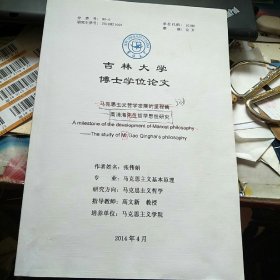 吉林大学
博士学位论文
马克思主义哲学发展的里程碑
——高清海先生哲学思想研究
A milestone of the development of Marxist philosophy
——The study of Mr.Gao Qinghai's philosophy
作者姓名：张伟娟
专 业：马克思主义基本原理
研究方向：马克思主义哲学
指导教师：高文新 教授
培养单位：马克思主义学院
2014年4月